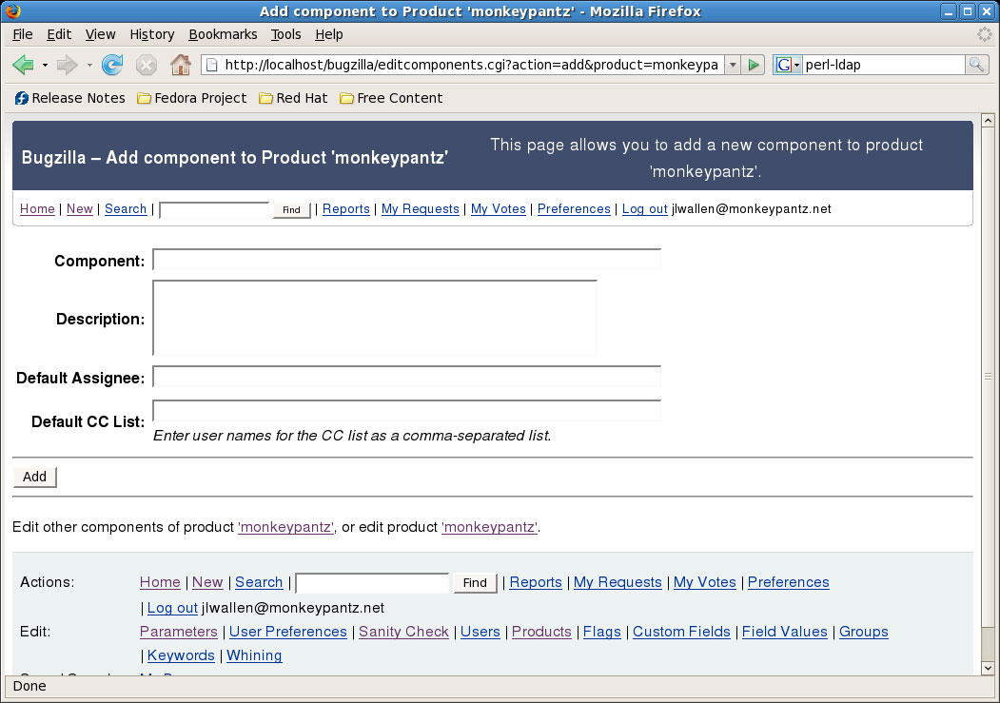 Add component to Product 'monkeypantz' - Mozilla Firefox
File Edit View History Bookmarks Tools Help
http://localhost/bugzilla/editcomponents.cgi?action=add&product=monkeypa G perl-ldap
Release Notes Fedora Project Red Hat Free Content
Bugzilla – Add component to Product 'monkeypantz'
This page allows you to add a new component to product
'monkeypantz'.
Home | New | Search | Find | Reports | My Requests | My Votes | Preferences | Log out jlwallen@monkeypantz.net
Component:
Description:
Default Assignee:
Default CC List:
Enter user names for the CC list as a comma-separated list.
Add
Edit other components of product 'monkeypantz', or edit product 'monkeypantz'.
Actions: Home | New | Search | Find | Reports | My Requests | My Votes | Preferences
| Log out jlwallen@monkeypantz.net
Edit: Parameters | User Preferences | Sanity Check | Users | Products | Flags | Custom Fields | Field Values | Groups
| Keywords | Whining
Done